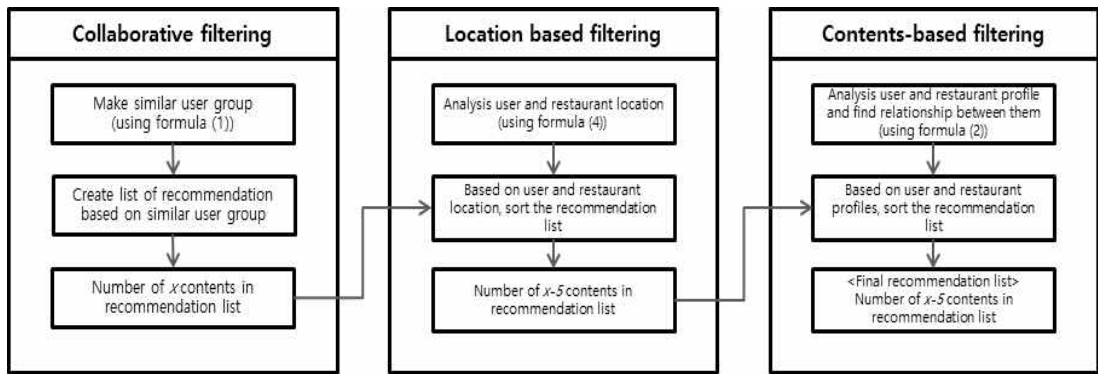 Collaborative filtering
Make similar user group
(using formula (1))
Create list of recommendation
based on similar user group
Number of x contents in
recommendation list
Location based filtering
Analysis user and restaurant location
(using formula (4))
Based on user and restaurant
location, sort the recommendation
list
Number of x-5 contents in
recommendation list
Contents-based filtering
Analysis user and restaurant profile
and find relationship between them
(using formula (2))
Based on user and restaurant
profiles, sort the recommendation
list
<Final recommendation list>
Number of x-5 contents in
recommendation list